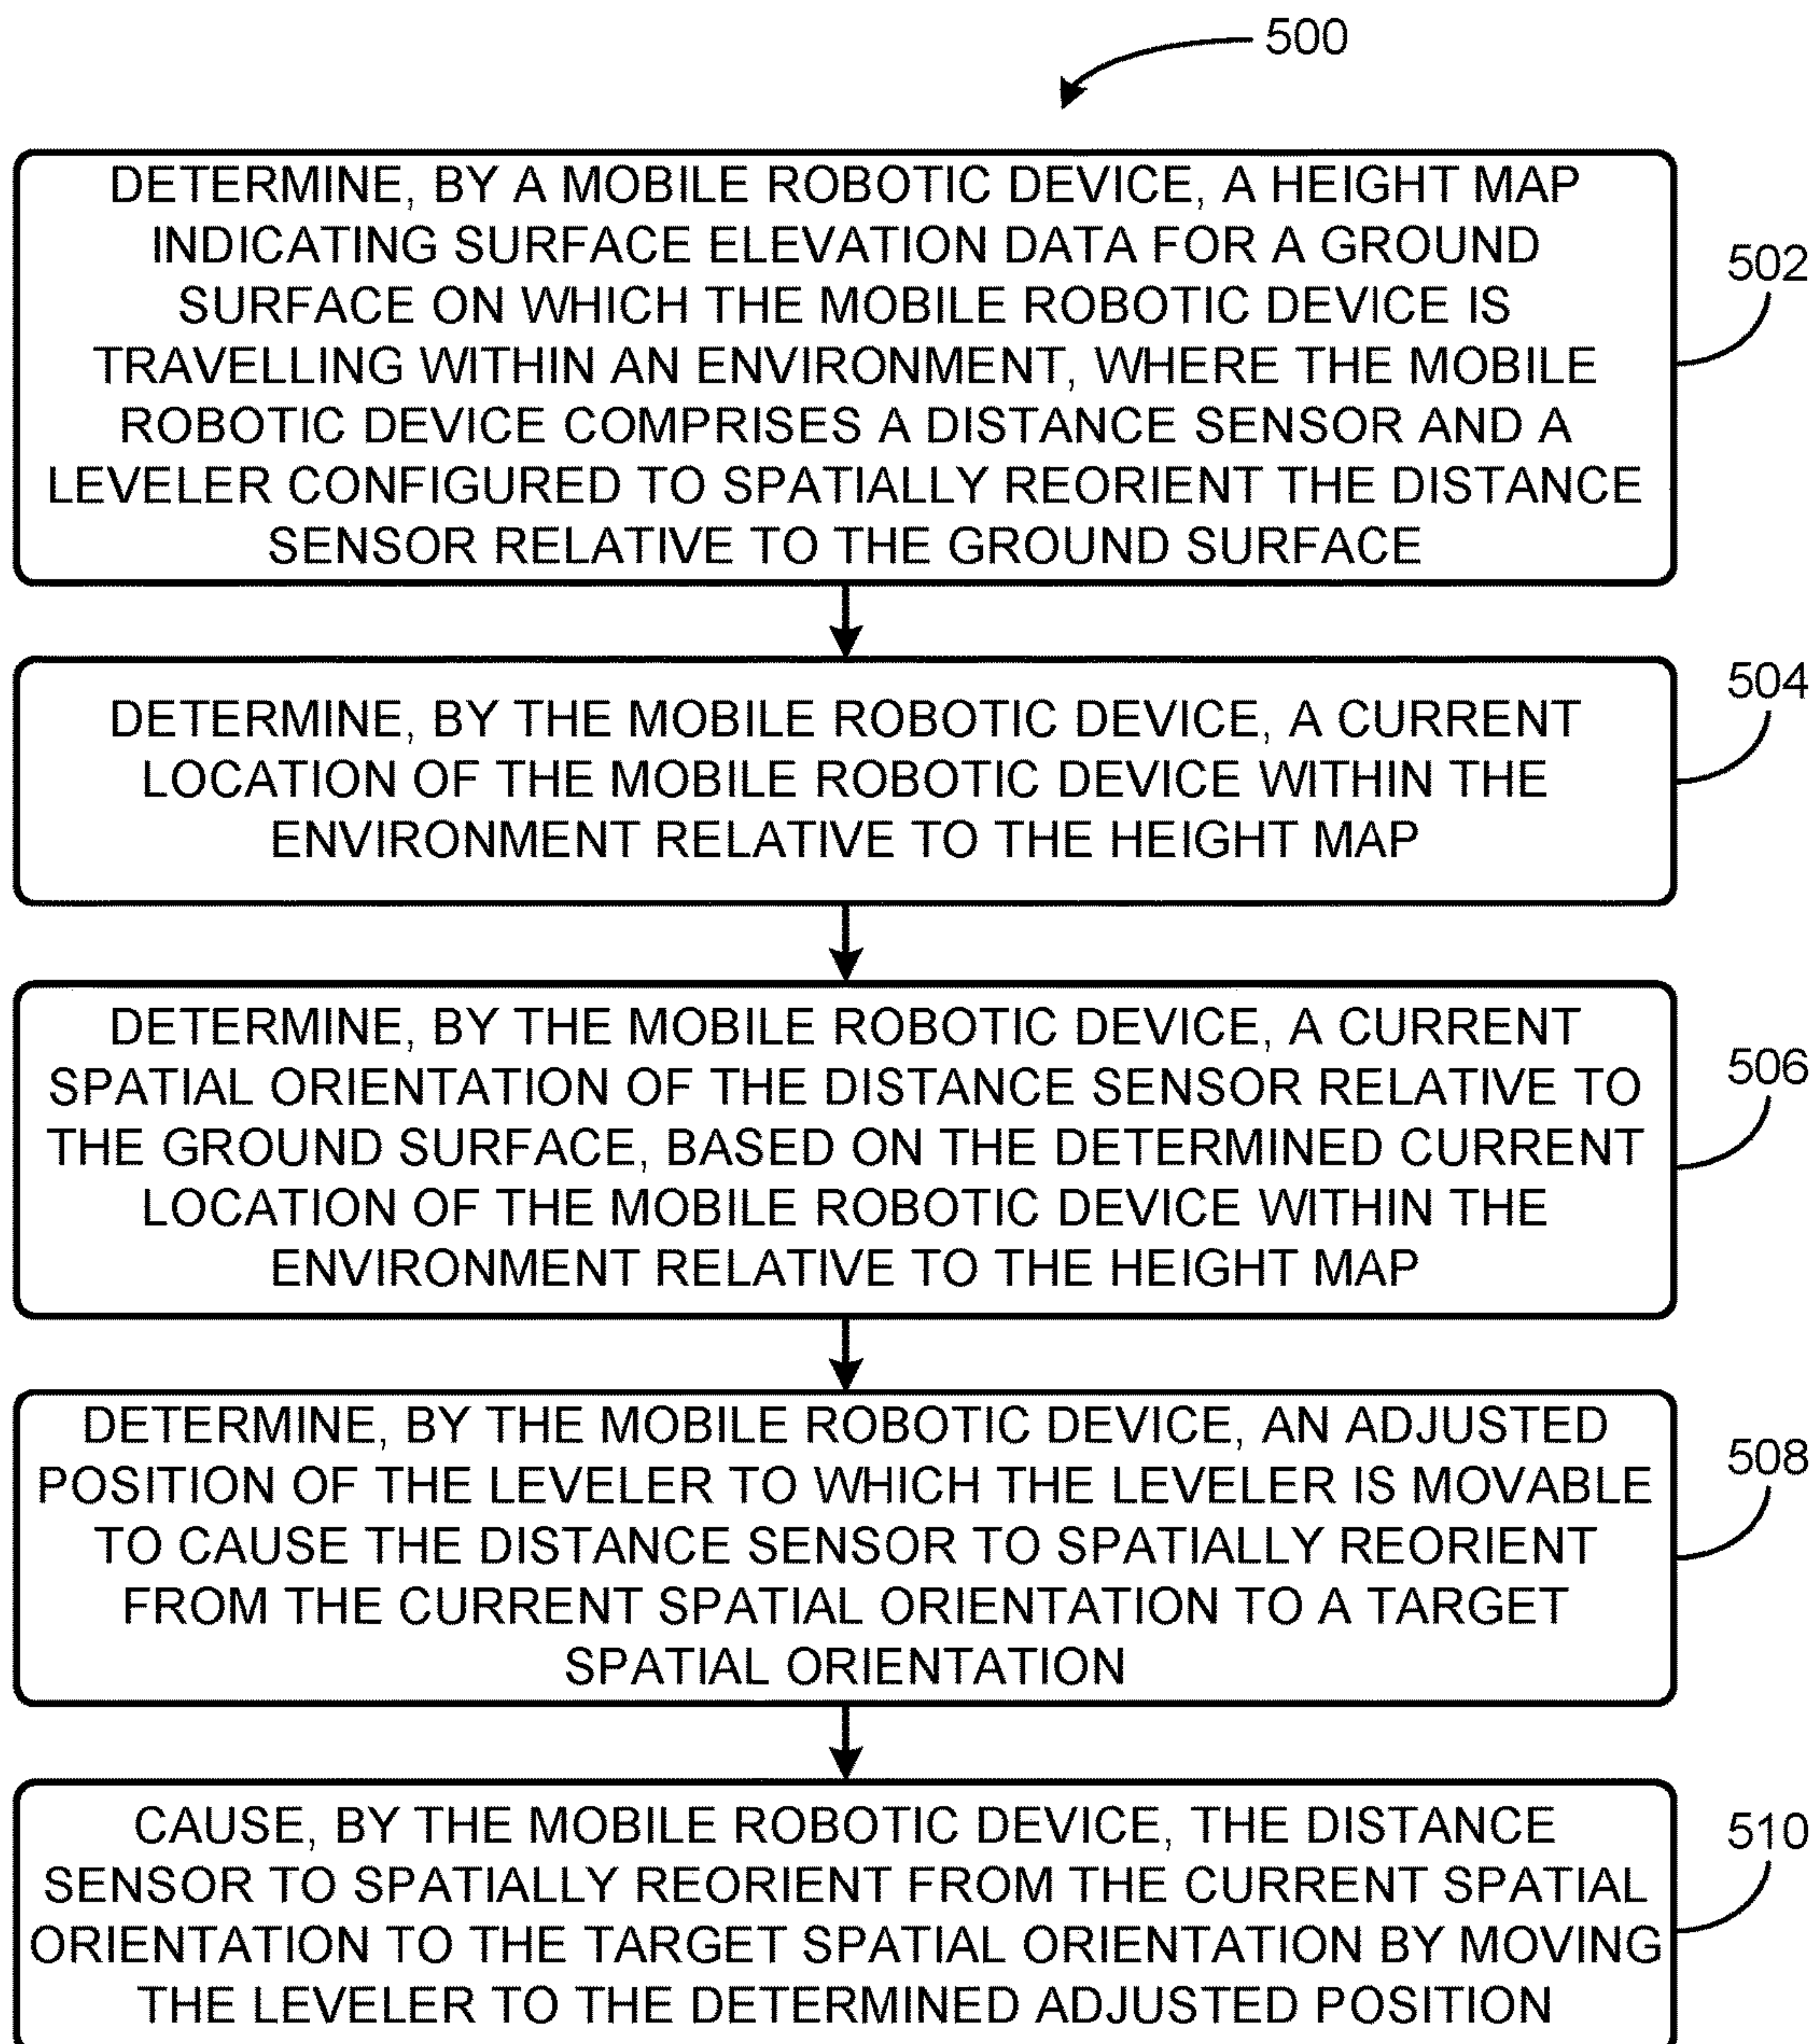 500
DETERMINE, BY A MOBILE ROBOTIC DEVICE, A HEIGHT MAP
INDICATING SURFACE ELEVATION DATA FOR A GROUND
SURFACE ON WHICH THE MOBILE ROBOTIC DEVICE IS
TRAVELLING WITHIN AN ENVIRONMENT, WHERE THE MOBILE
ROBOTIC DEVICE COMPRISES A DISTANCE SENSOR AND A
LEVELER CONFIGURED TO SPATIALLY REORIENT THE DISTANCE
SENSOR RELATIVE TO THE GROUND SURFACE
502
DETERMINE, BY THE MOBILE ROBOTIC DEVICE, A CURRENT
LOCATION OF THE MOBILE ROBOTIC DEVICE WITHIN THE
ENVIRONMENT RELATIVE TO THE HEIGHT MAP
504
DETERMINE, BY THE MOBILE ROBOTIC DEVICE, A CURRENT
SPATIAL ORIENTATION OF THE DISTANCE SENSOR RELATIVE TO
THE GROUND SURFACE, BASED ON THE DETERMINED CURRENT
LOCATION OF THE MOBILE ROBOTIC DEVICE WITHIN THE
ENVIRONMENT RELATIVE TO THE HEIGHT MAP
506
DETERMINE, BY THE MOBILE ROBOTIC DEVICE, AN ADJUSTED
POSITION OF THE LEVELER TO WHICH THE LEVELER IS MOVABLE
TO CAUSE THE DISTANCE SENSOR TO SPATIALLY REORIENT
FROM THE CURRENT SPATIAL ORIENTATION TO A TARGET
SPATIAL ORIENTATION
508
CAUSE, BY THE MOBILE ROBOTIC DEVICE, THE DISTANCE
SENSOR TO SPATIALLY REORIENT FROM THE CURRENT SPATIAL
ORIENTATION TO THE TARGET SPATIAL ORIENTATION BY MOVING
THE LEVELER TO THE DETERMINED ADJUSTED POSITION
510